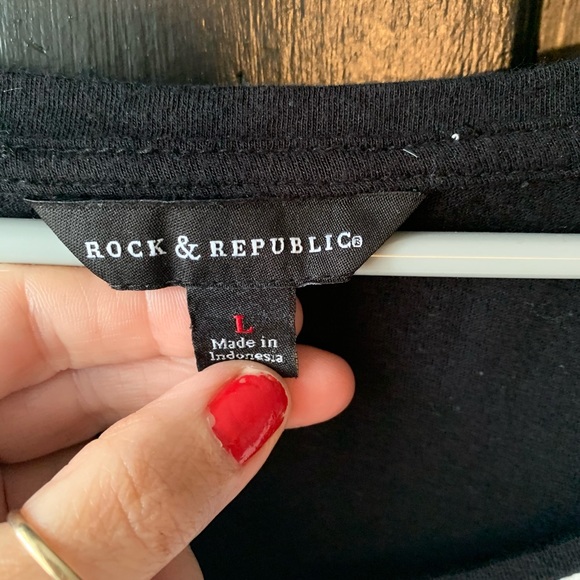 ROCK & REPUBLIC®
L
Made in
Indonesia